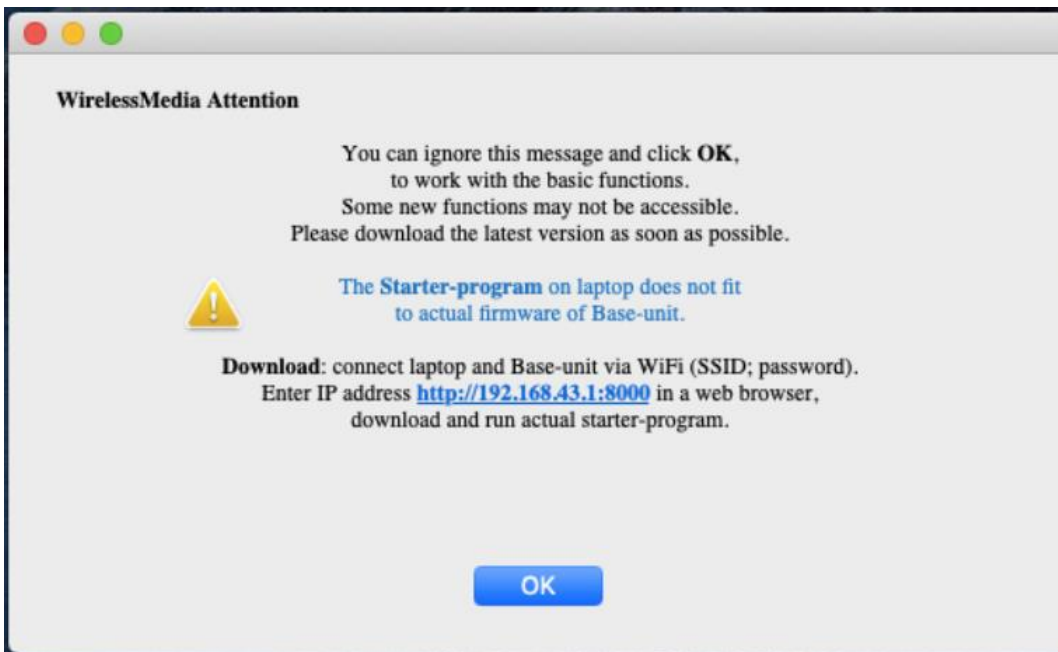 WirelessMedia Attention
You can ignore this message and click OK,
to work with the basic functions.
Some new functions may not be accessible.
Please download the latest version as soon as possible.
The Starter-program on laptop does not fit
to actual firmware of Base-unit.
Download: connect laptop and Base-unit via WiFi (SSID; password).
Enter IP address http://192.168.43.1:8000 in a web browser,
download and run actual starter-program.
OK